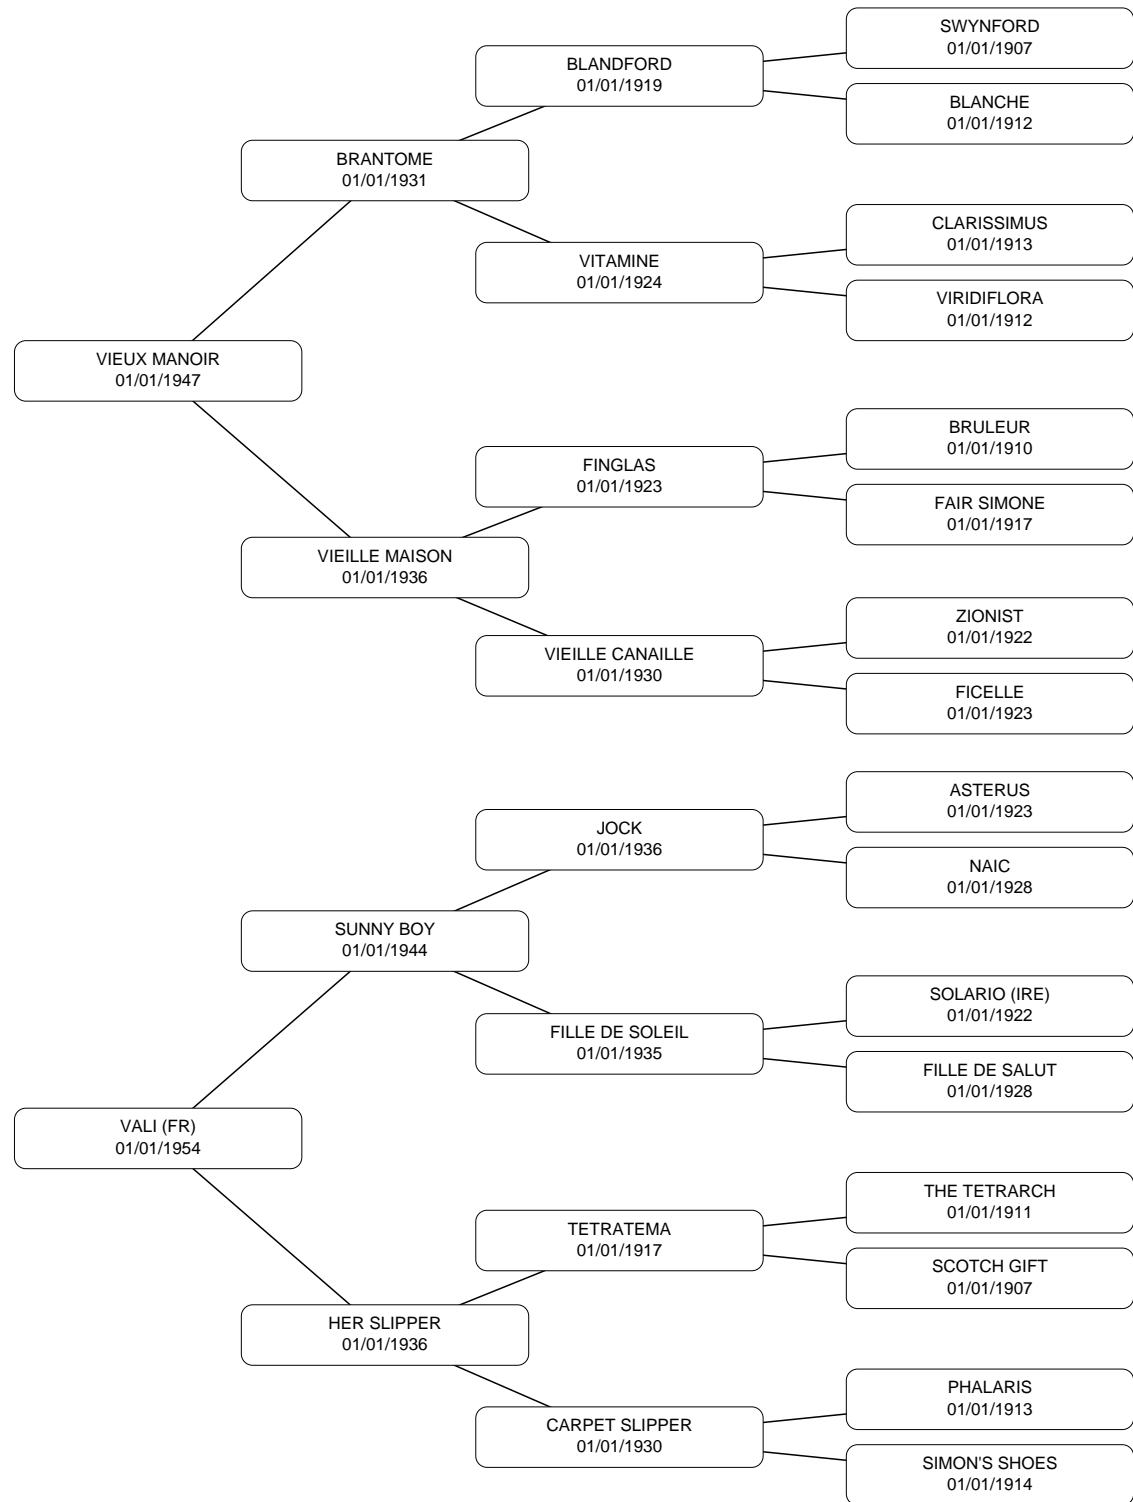 SWYNFORD
01/01/1907
BLANDFORD
01/01/1919
BLANCHE
01/01/1912
BRANTOME
01/01/1931
CLARISSIMUS
01/01/1913
VITAMINE
01/01/1924
VIRIDIFLORA
01/01/1912
VIEUX MANOIR
01/01/1947
BRULEUR
01/01/1910
FINGLAS
01/01/1923
FAIR SIMONE
01/01/1917
VIEILLE MAISON
01/01/1936
ZIONIST
01/01/1922
VIEILLE CANAILLE
01/01/1930
FICELLE
01/01/1923
ASTERUS
01/01/1923
JOCK
01/01/1936
NAIC
01/01/1928
SUNNY BOY
01/01/1944
SOLARIO (IRE)
01/01/1922
FILLE DE SOLEIL
01/01/1935
FILLE DE SALUT
01/01/1928
VALI (FR)
01/01/1954
THE TETRARCH
01/01/1911
TETRATEMA
01/01/1917
SCOTCH GIFT
01/01/1907
HER SLIPPER
01/01/1936
PHALARIS
01/01/1913
CARPET SLIPPER
01/01/1930
SIMON'S SHOES
01/01/1914